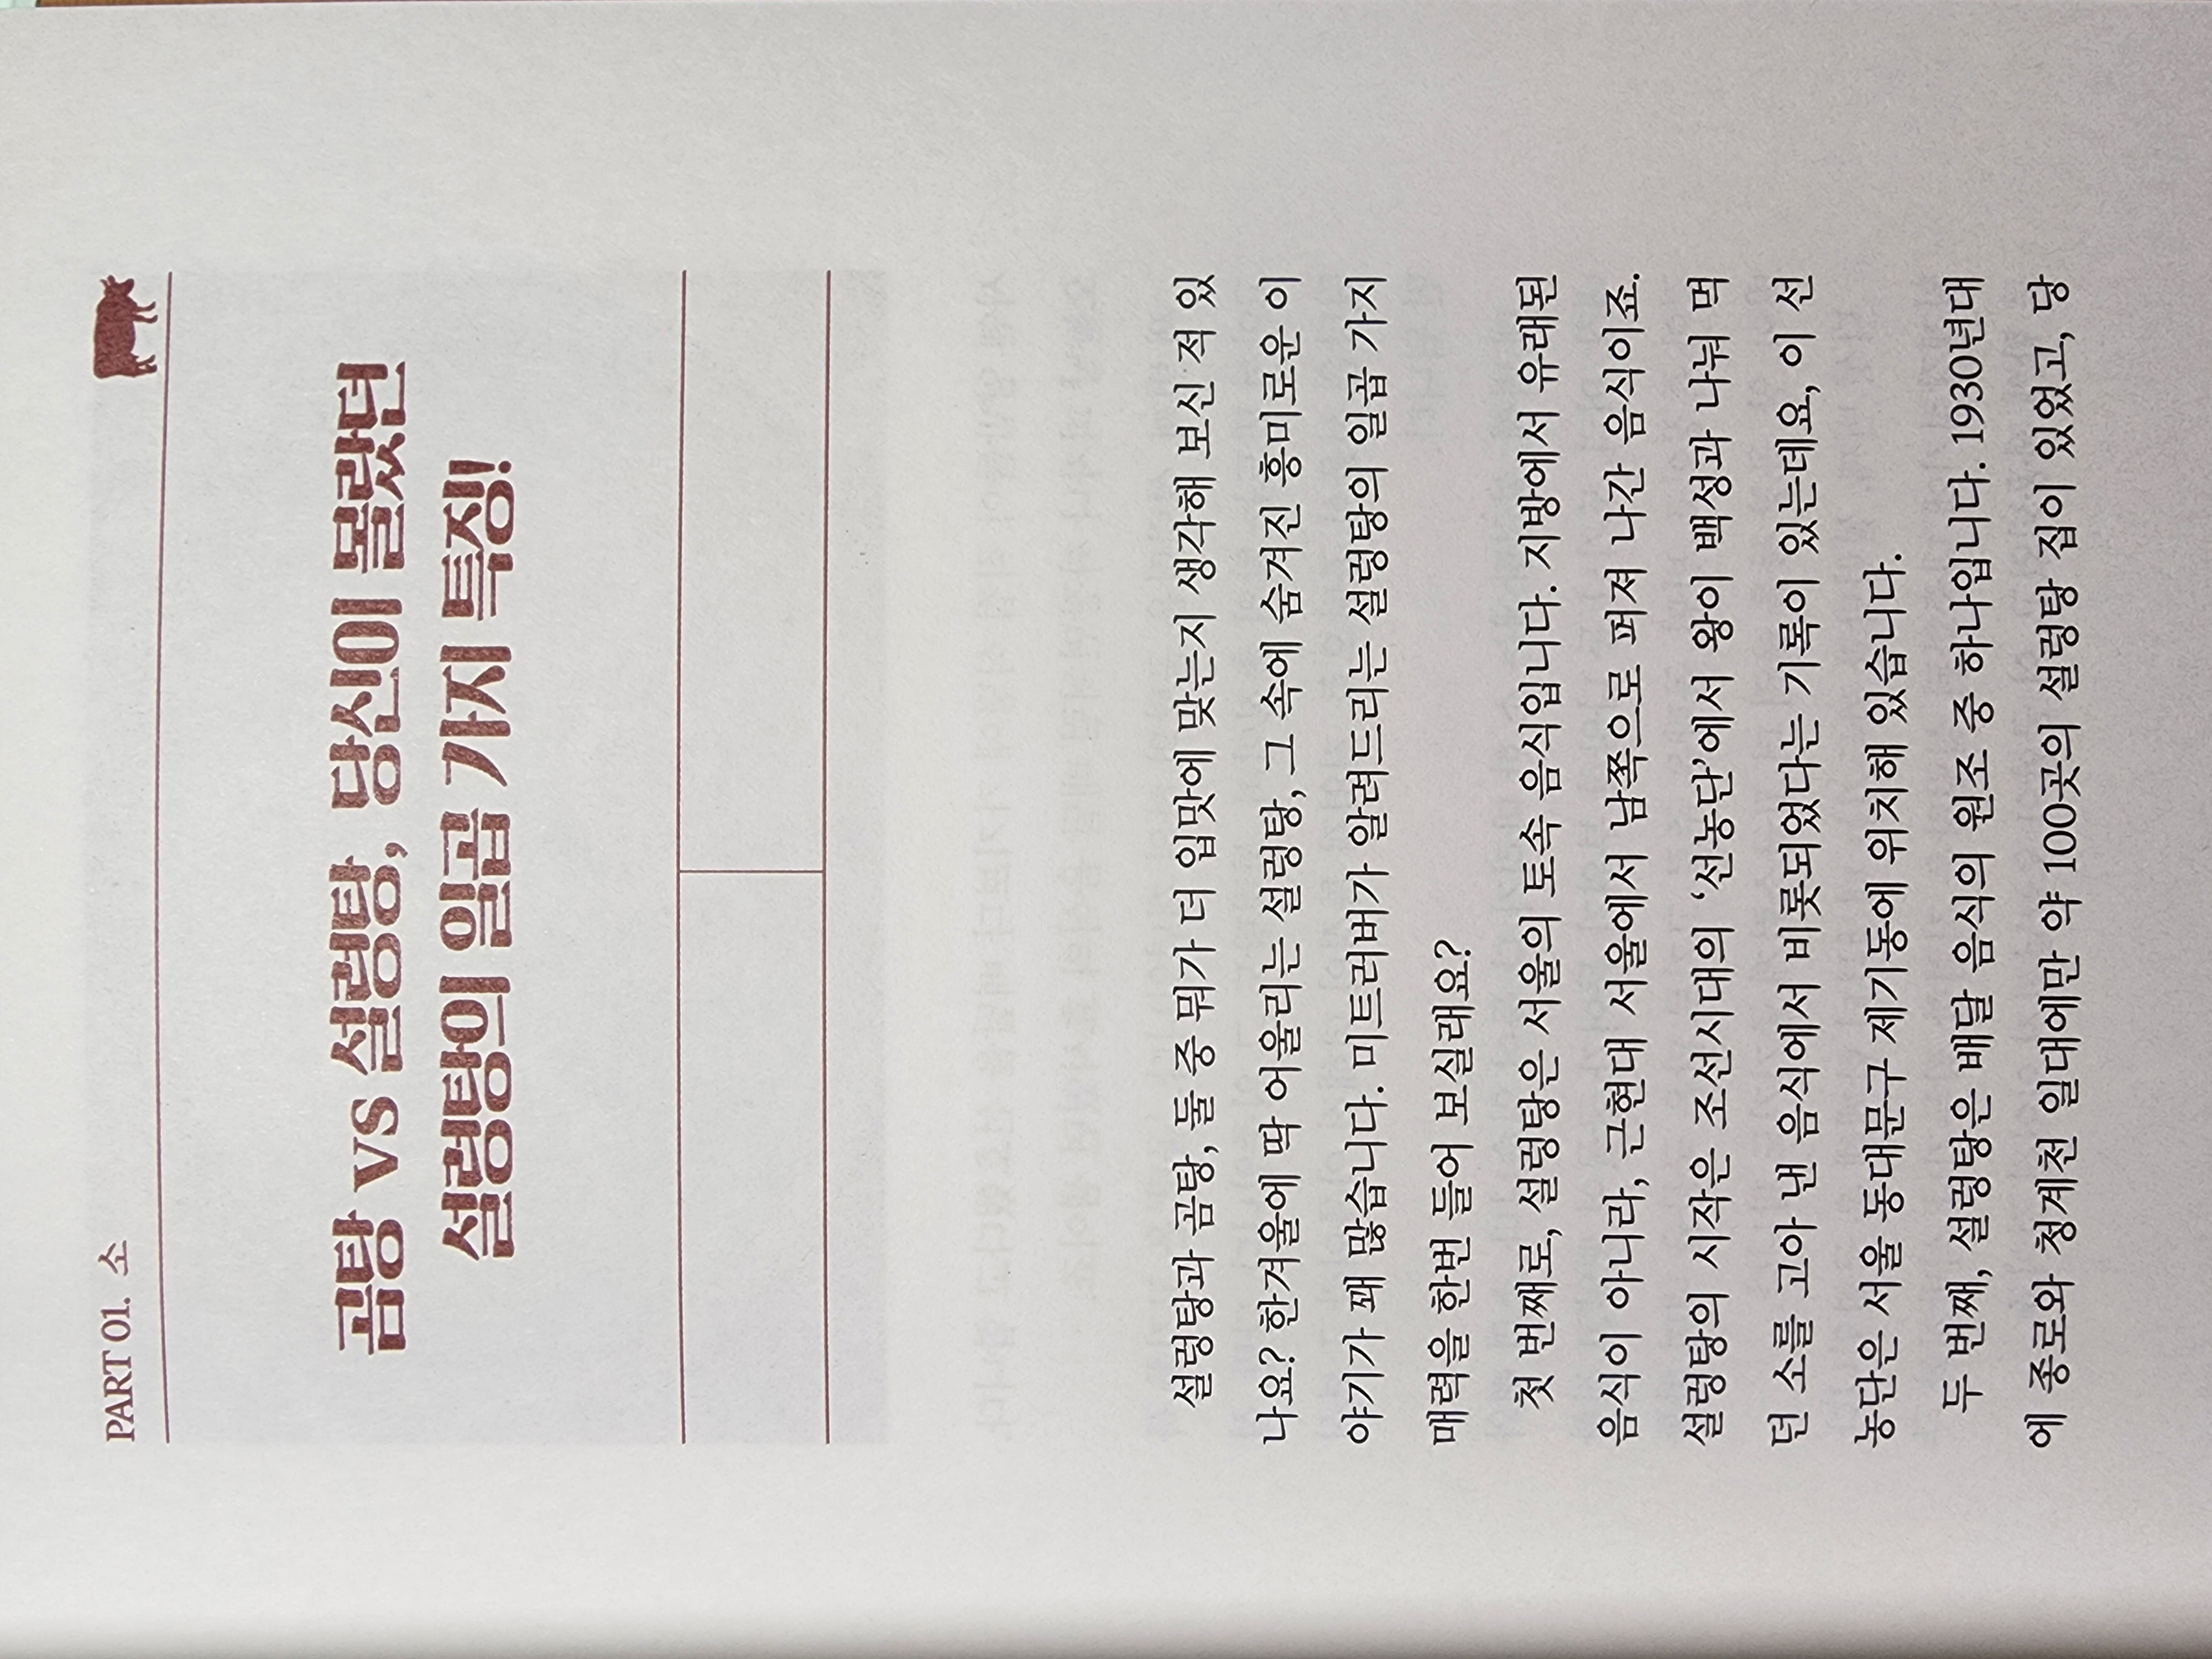 PART 01. 소
곰탕 vs 설렁탕, 당신이 몰랐던
설렁탕의 일곱 가지 특징!
설렁탕과 곰탕, 둘 중 뭐가 더 입맛에 맞는지 생각해 보신 적 있
나요? 한겨울에 딱 어울리는 설렁탕, 그 속에 숨겨진 흥미로운 이
야기가 꽤 많습니다. 미트러버가 알려드리는 설렁탕의 일곱 가지
매력을 한번 들어 보실래요?
첫 번째로, 설렁탕은 서울의 토속 음식입니다. 지방에서 유래된
음식이 아니라, 근현대 서울에서 남쪽으로 퍼져 나간 음식이죠.
설렁탕의 시작은 조선시대의 ‘선농단’에서 왕이 백성과 나눠 먹
던 소를 고아 낸 음식에서 비롯되었다는 기록이 있는데요, 이 선
농단은 서울 동대문구 제기동에 위치해 있습니다.
두 번째, 설렁탕은 배달 음식의 원조 중 하나입니다. 1930년대
에 종로와 청계천 일대에만 약 100곳의 설렁탕 집이 있었고, 당